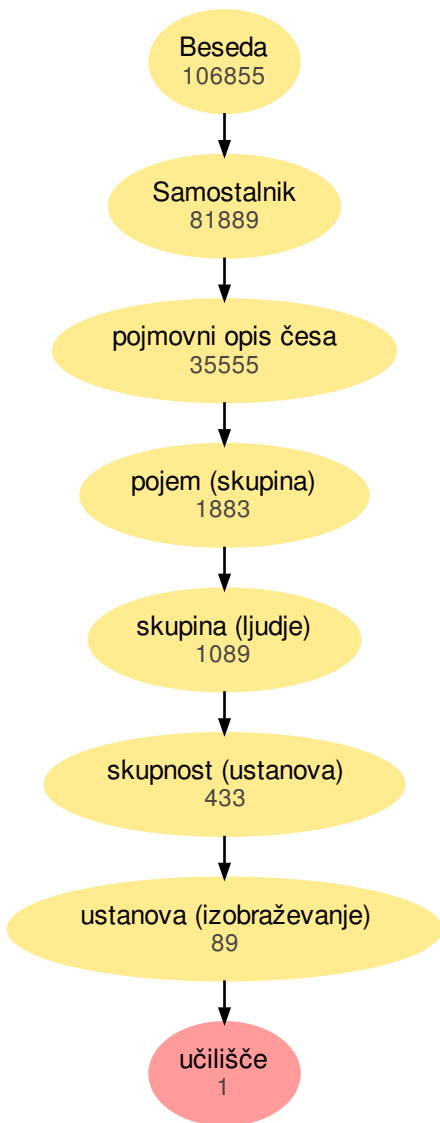 Beseda
106855
Samostalnik
81889
pojmovni opis česa
35555
pojem (skupina)
1883
skupina (ljudje)
1089
skupnost (ustanova)
433
ustanova (izobraževanje)
89
učilišče
1